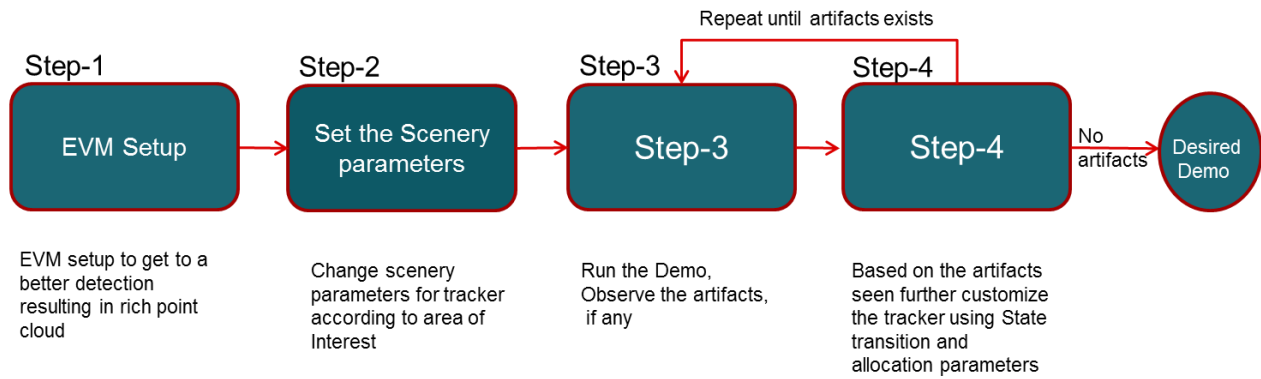 Repeat until artifacts exists
Step-1
Step-2
Step-3
Step-4
EVM Setup
Set the Scenery
parameters
Step-3
Step-4
No
artifacts
Desired
Demo
EVM setup to get to a
better detection
resulting in rich point
cloud
Change scenery
parameters for tracker
according to area of
Interest
Run the Demo,
Observe the artifacts,
if any
Based on the artifacts
seen further customize
the tracker using State
transition and
allocation parameters